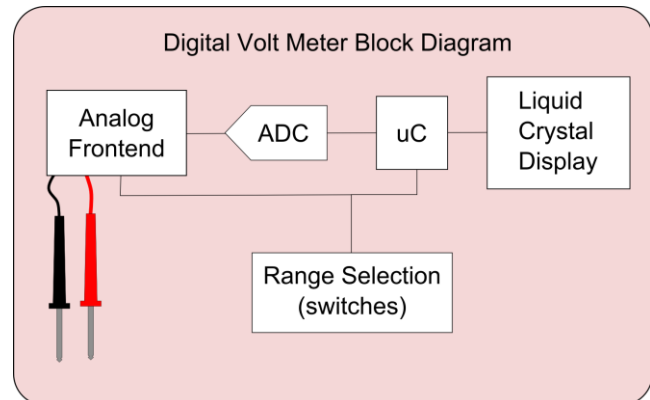 Digital Volt Meter Block Diagram
Analog
Frontend
ADC
uC
Liquid
Crystal
Display
Range Selection
(switches)